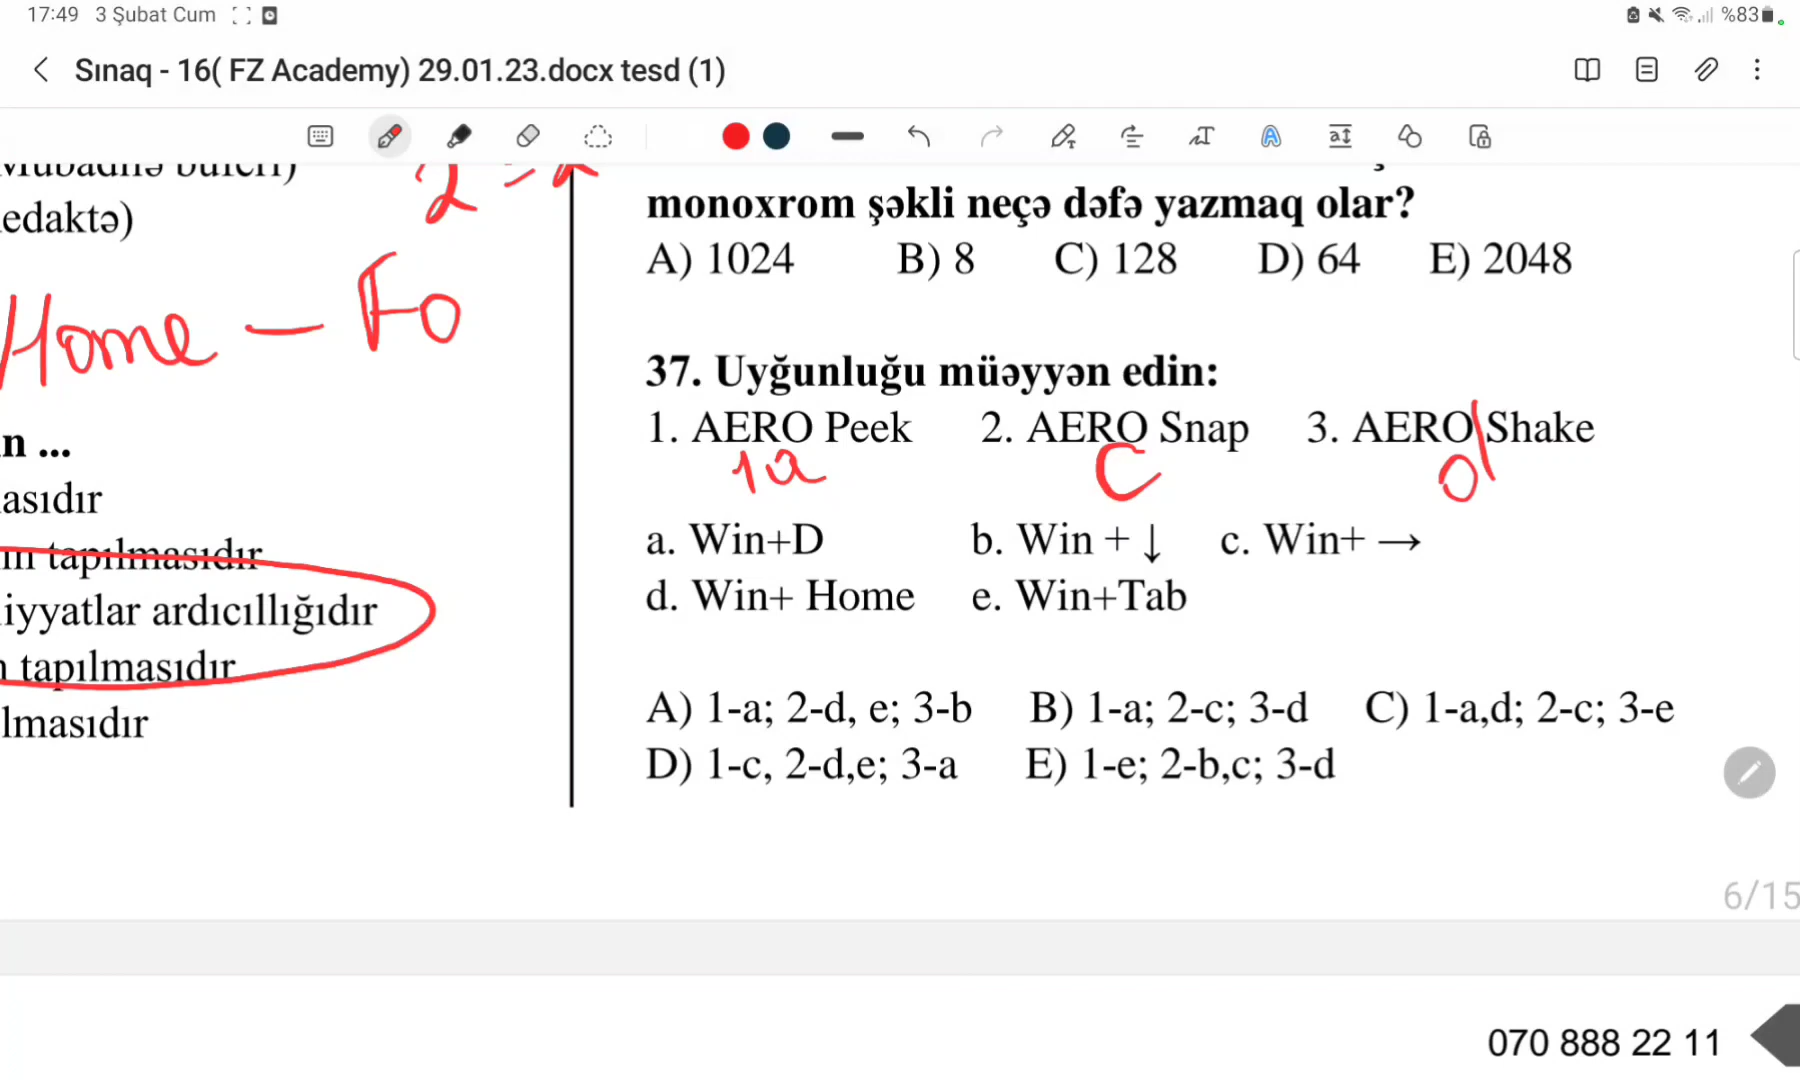 17:49 3 Şubat Cum %83
Sınaq - 16( FZ Academy) 29.01.23.docx tesd (1)
edaktə)
Home – Fo
n ...
asıdır
ın tapılmasıdır
iyyatlar ardıcıllığıdır
tapılmasıdır
lmasıdır
monoxrom şəkli neçə dəfə yazmaq olar?
A) 1024 B) 8 C) 128 D) 64 E) 2048
37. Uyğunluğu müəyyən edin:
1. AERO Peek 2. AERO Snap 3. AERO Shake
1a C d
a. Win+D b. Win + ↓ c. Win+ →
d. Win+ Home e. Win+Tab
A) 1-a; 2-d, e; 3-b B) 1-a; 2-c; 3-d C) 1-a,d; 2-c; 3-e
D) 1-c, 2-d,e; 3-a E) 1-e; 2-b,c; 3-d
6/15
070 888 22 11